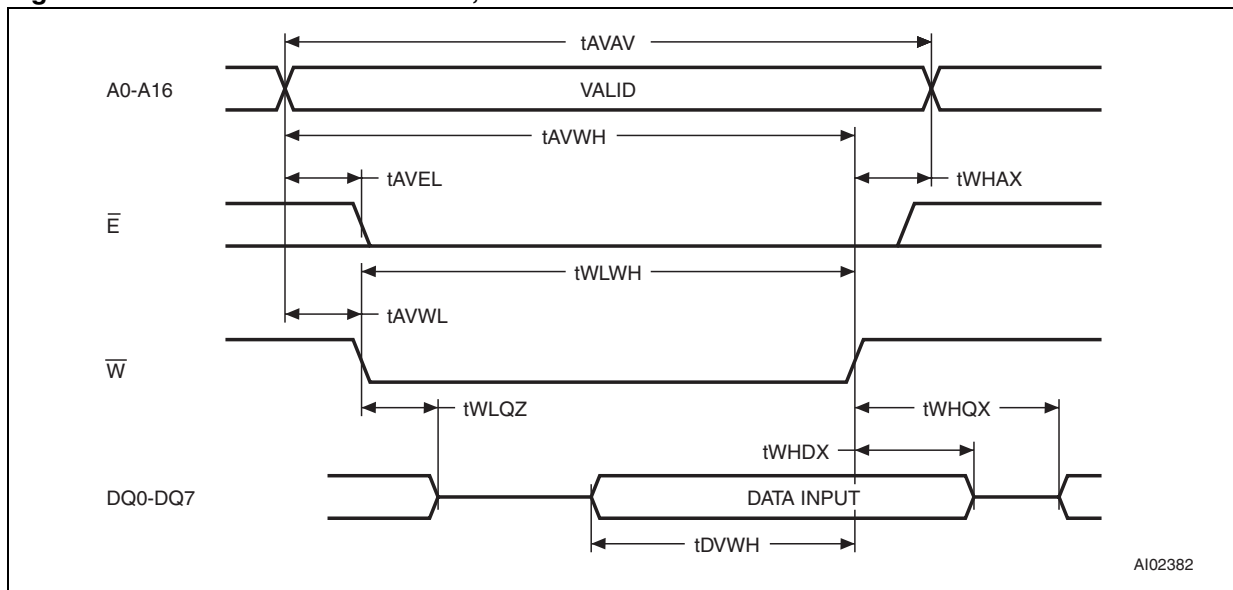 tAVAV
A0-A16
VALID
tAVWH
tAVEL
tWHAX
E̅
tWLWH
tAVWL
W̅
tWLQZ
tWHQX
tWHDX
DQ0-DQ7
DATA INPUT
tDVWH
AI02382